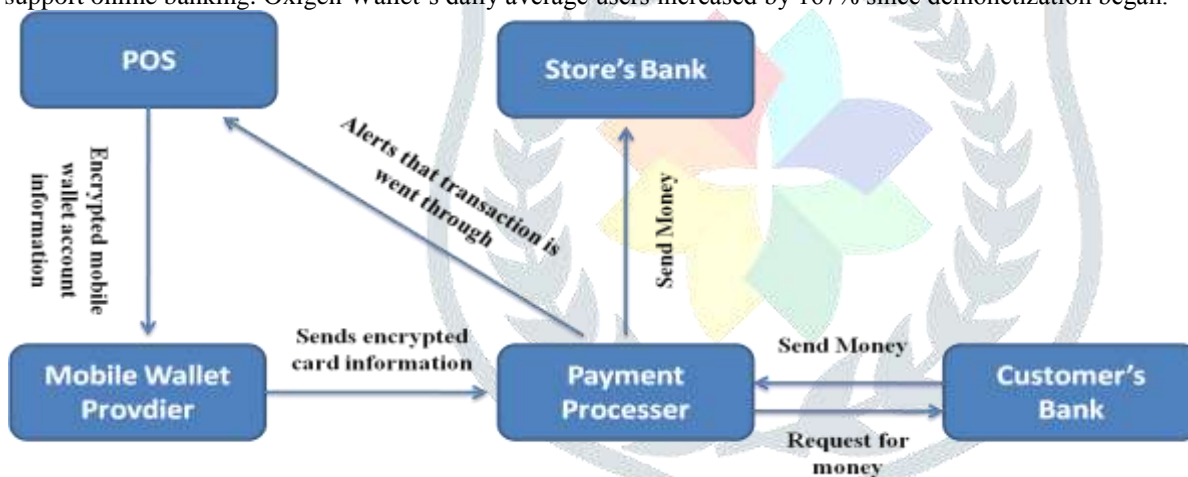 support online banking. Oxigen Wallet's daily average users increased by 167% since demonetization began.
POS
Store's Bank
Encrypted mobile
wallet account
information
Alerts that transaction is
went through
Send Money
Mobile Wallet
Provdier
Sends encrypted
card information
Payment
Processer
Send Money
Request for
money
Customer's
Bank